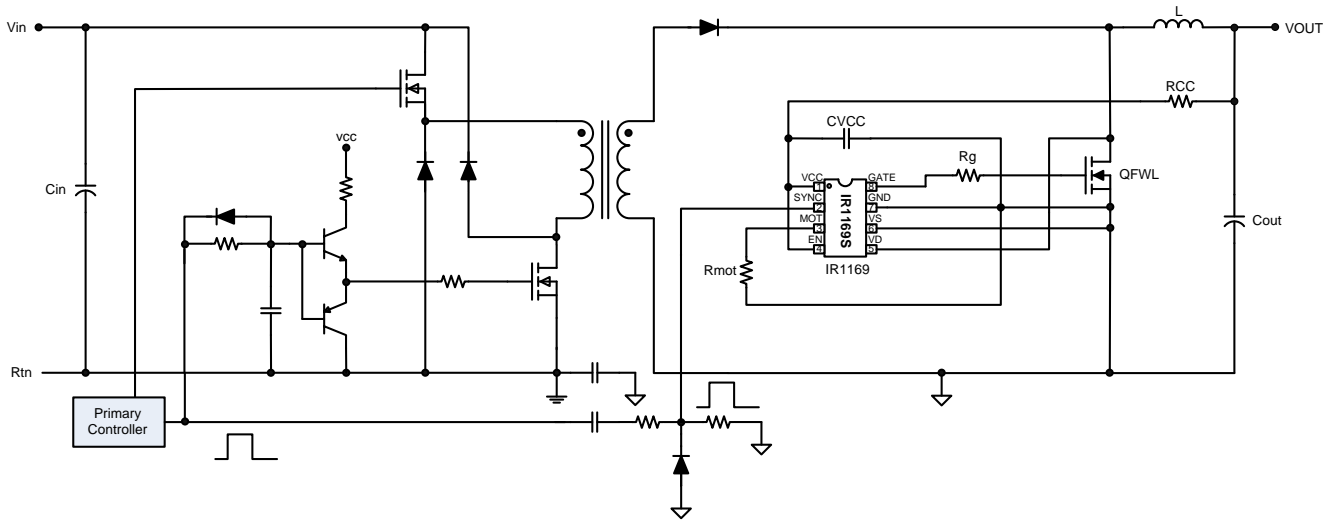 L
Vin
VOUT
RCC
CVCC
vcc
Rg
QFWL
VCC
GATE
1
8
SYNC
GND
2
7
MOT
VS
3
6
EN
VD
4
5
IR1169S
IR1169
Cin
Cout
Rmot
Rtn
Primary
Controller